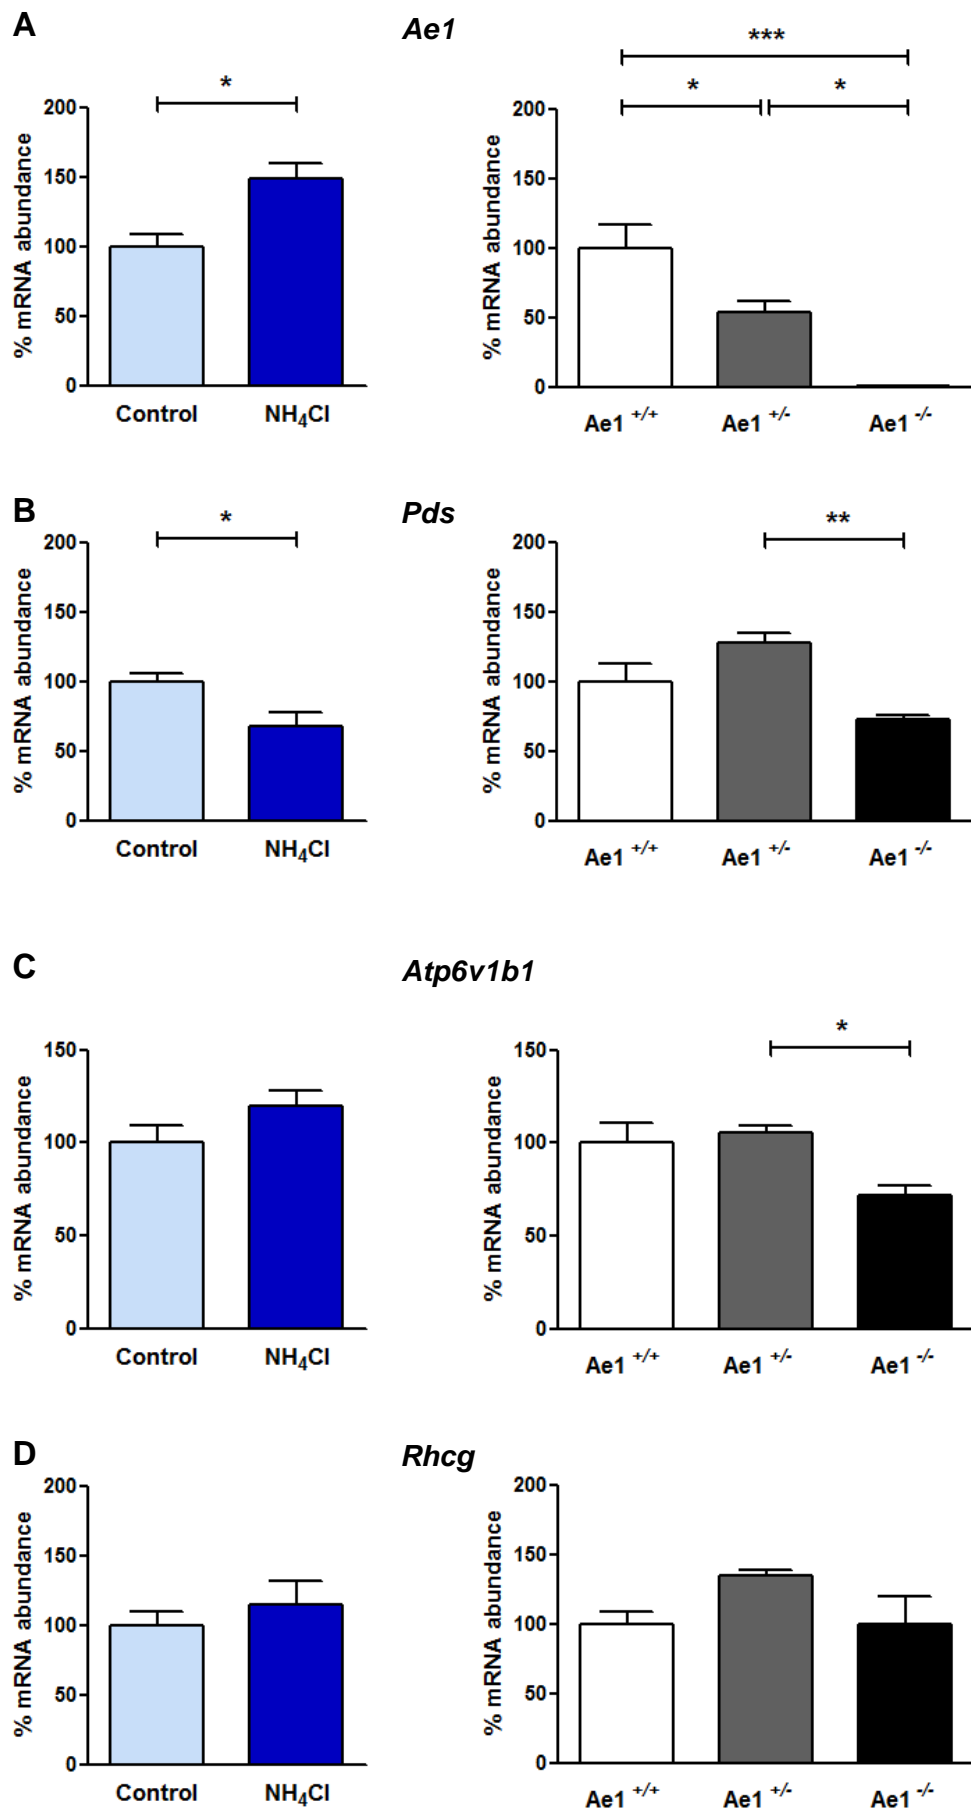 A
Ae1
*
% mRNA abundance
200
150
100
50
0
Control
NH₄Cl
***
*
*
% mRNA abundance
200
150
100
50
0
Ae1 +/+
Ae1 +/-
Ae1 -/-
B
Pds
*
% mRNA abundance
200
150
100
50
0
Control
NH₄Cl
**
% mRNA abundance
200
150
100
50
0
Ae1 +/+
Ae1 +/-
Ae1 -/-
C
Atp6v1b1
% mRNA abundance
150
100
50
0
Control
NH₄Cl
*
% mRNA abundance
150
100
50
0
Ae1 +/+
Ae1 +/-
Ae1 -/-
D
Rhcg
% mRNA abundance
200
150
100
50
0
Control
NH₄Cl
% mRNA abundance
200
150
100
50
0
Ae1 +/+
Ae1 +/-
Ae1 -/-